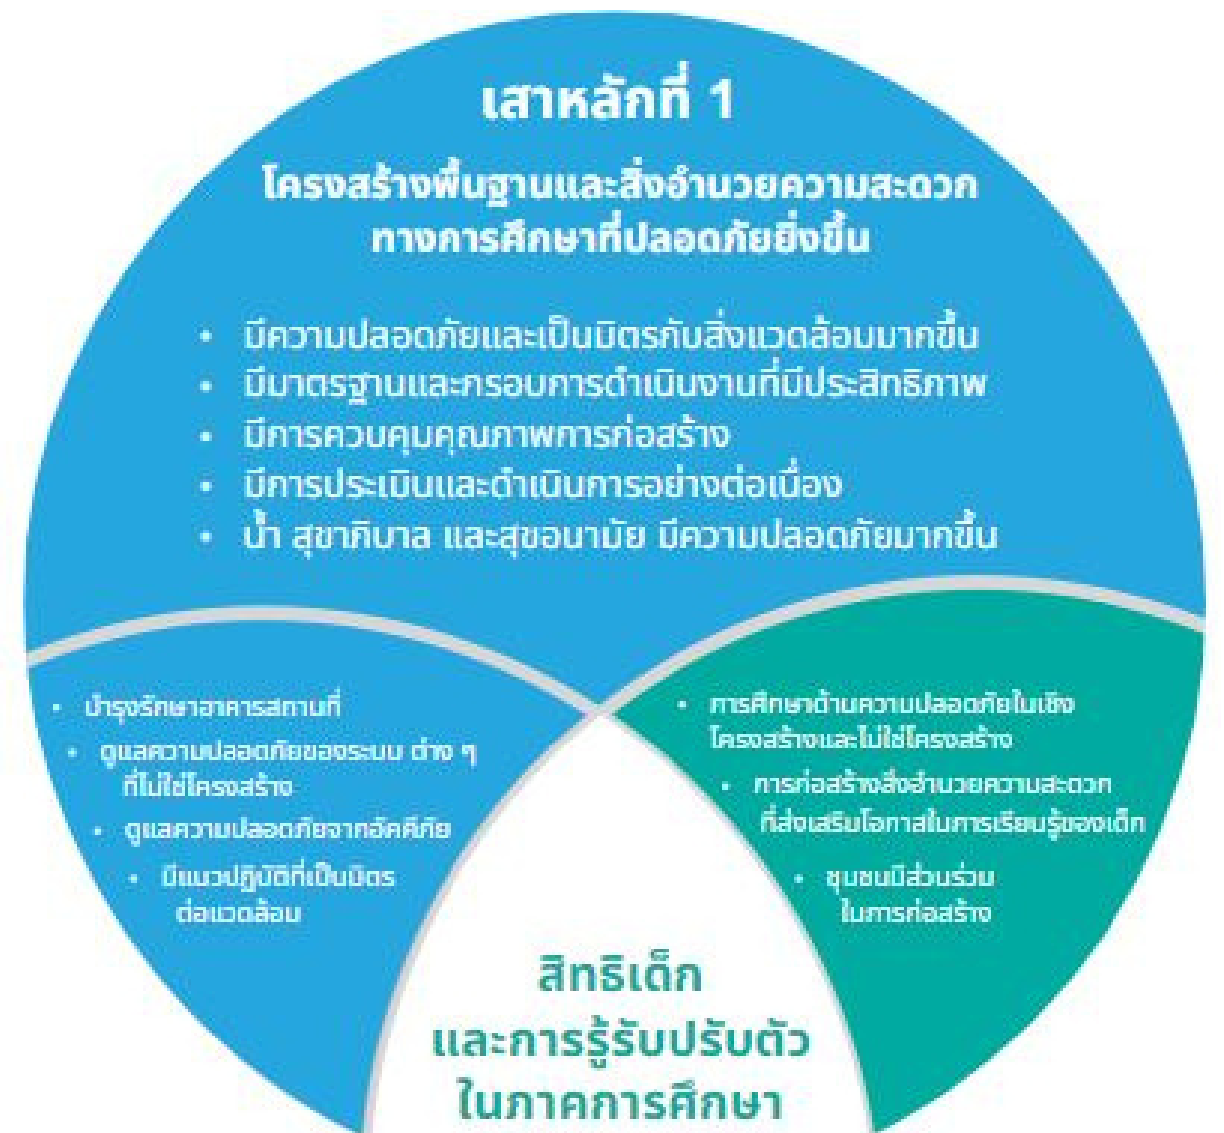 เสาหลักที่ 1
โครงสร้างพื้นฐานและสิ่งอำนวยความสะดวก
ทางการศึกษาที่ปลอดภัยยิ่งขึ้น
• มีความปลอดภัยและเป็นมิตรกับสิ่งแวดล้อมมากขึ้น
• มีมาตรฐานและกรอบการดำเนินงานที่มีประสิทธิภาพ
• มีการควบคุมคุณภาพการก่อสร้าง
• มีการประเมินและดำเนินการอย่างต่อเนื่อง
• น้ำ สุขาภิบาล และสุขอนามัย มีความปลอดภัยมากขึ้น
• บำรุงรักษาอาคารสถานที่
• ดูแลความปลอดภัยของระบบ ต่าง ๆ
ที่ไม่ใช่โครงสร้าง
• ดูแลความปลอดภัยจากอัคคีภัย
• มีแนวปฏิบัติที่เป็นมิตร
ต่อแวดล้อม
• การศึกษาด้านความปลอดภัยในเชิง
โครงสร้างและไม่ใช่โครงสร้าง
• การก่อสร้างสิ่งอำนวยความสะดวก
ที่ส่งเสริมโอกาสในการเรียนรู้ของเด็ก
• ชุมชนมีส่วนร่วม
ในการก่อสร้าง
สิทธิเด็ก
และการรู้รับปรับตัว
ในภาคการศึกษา